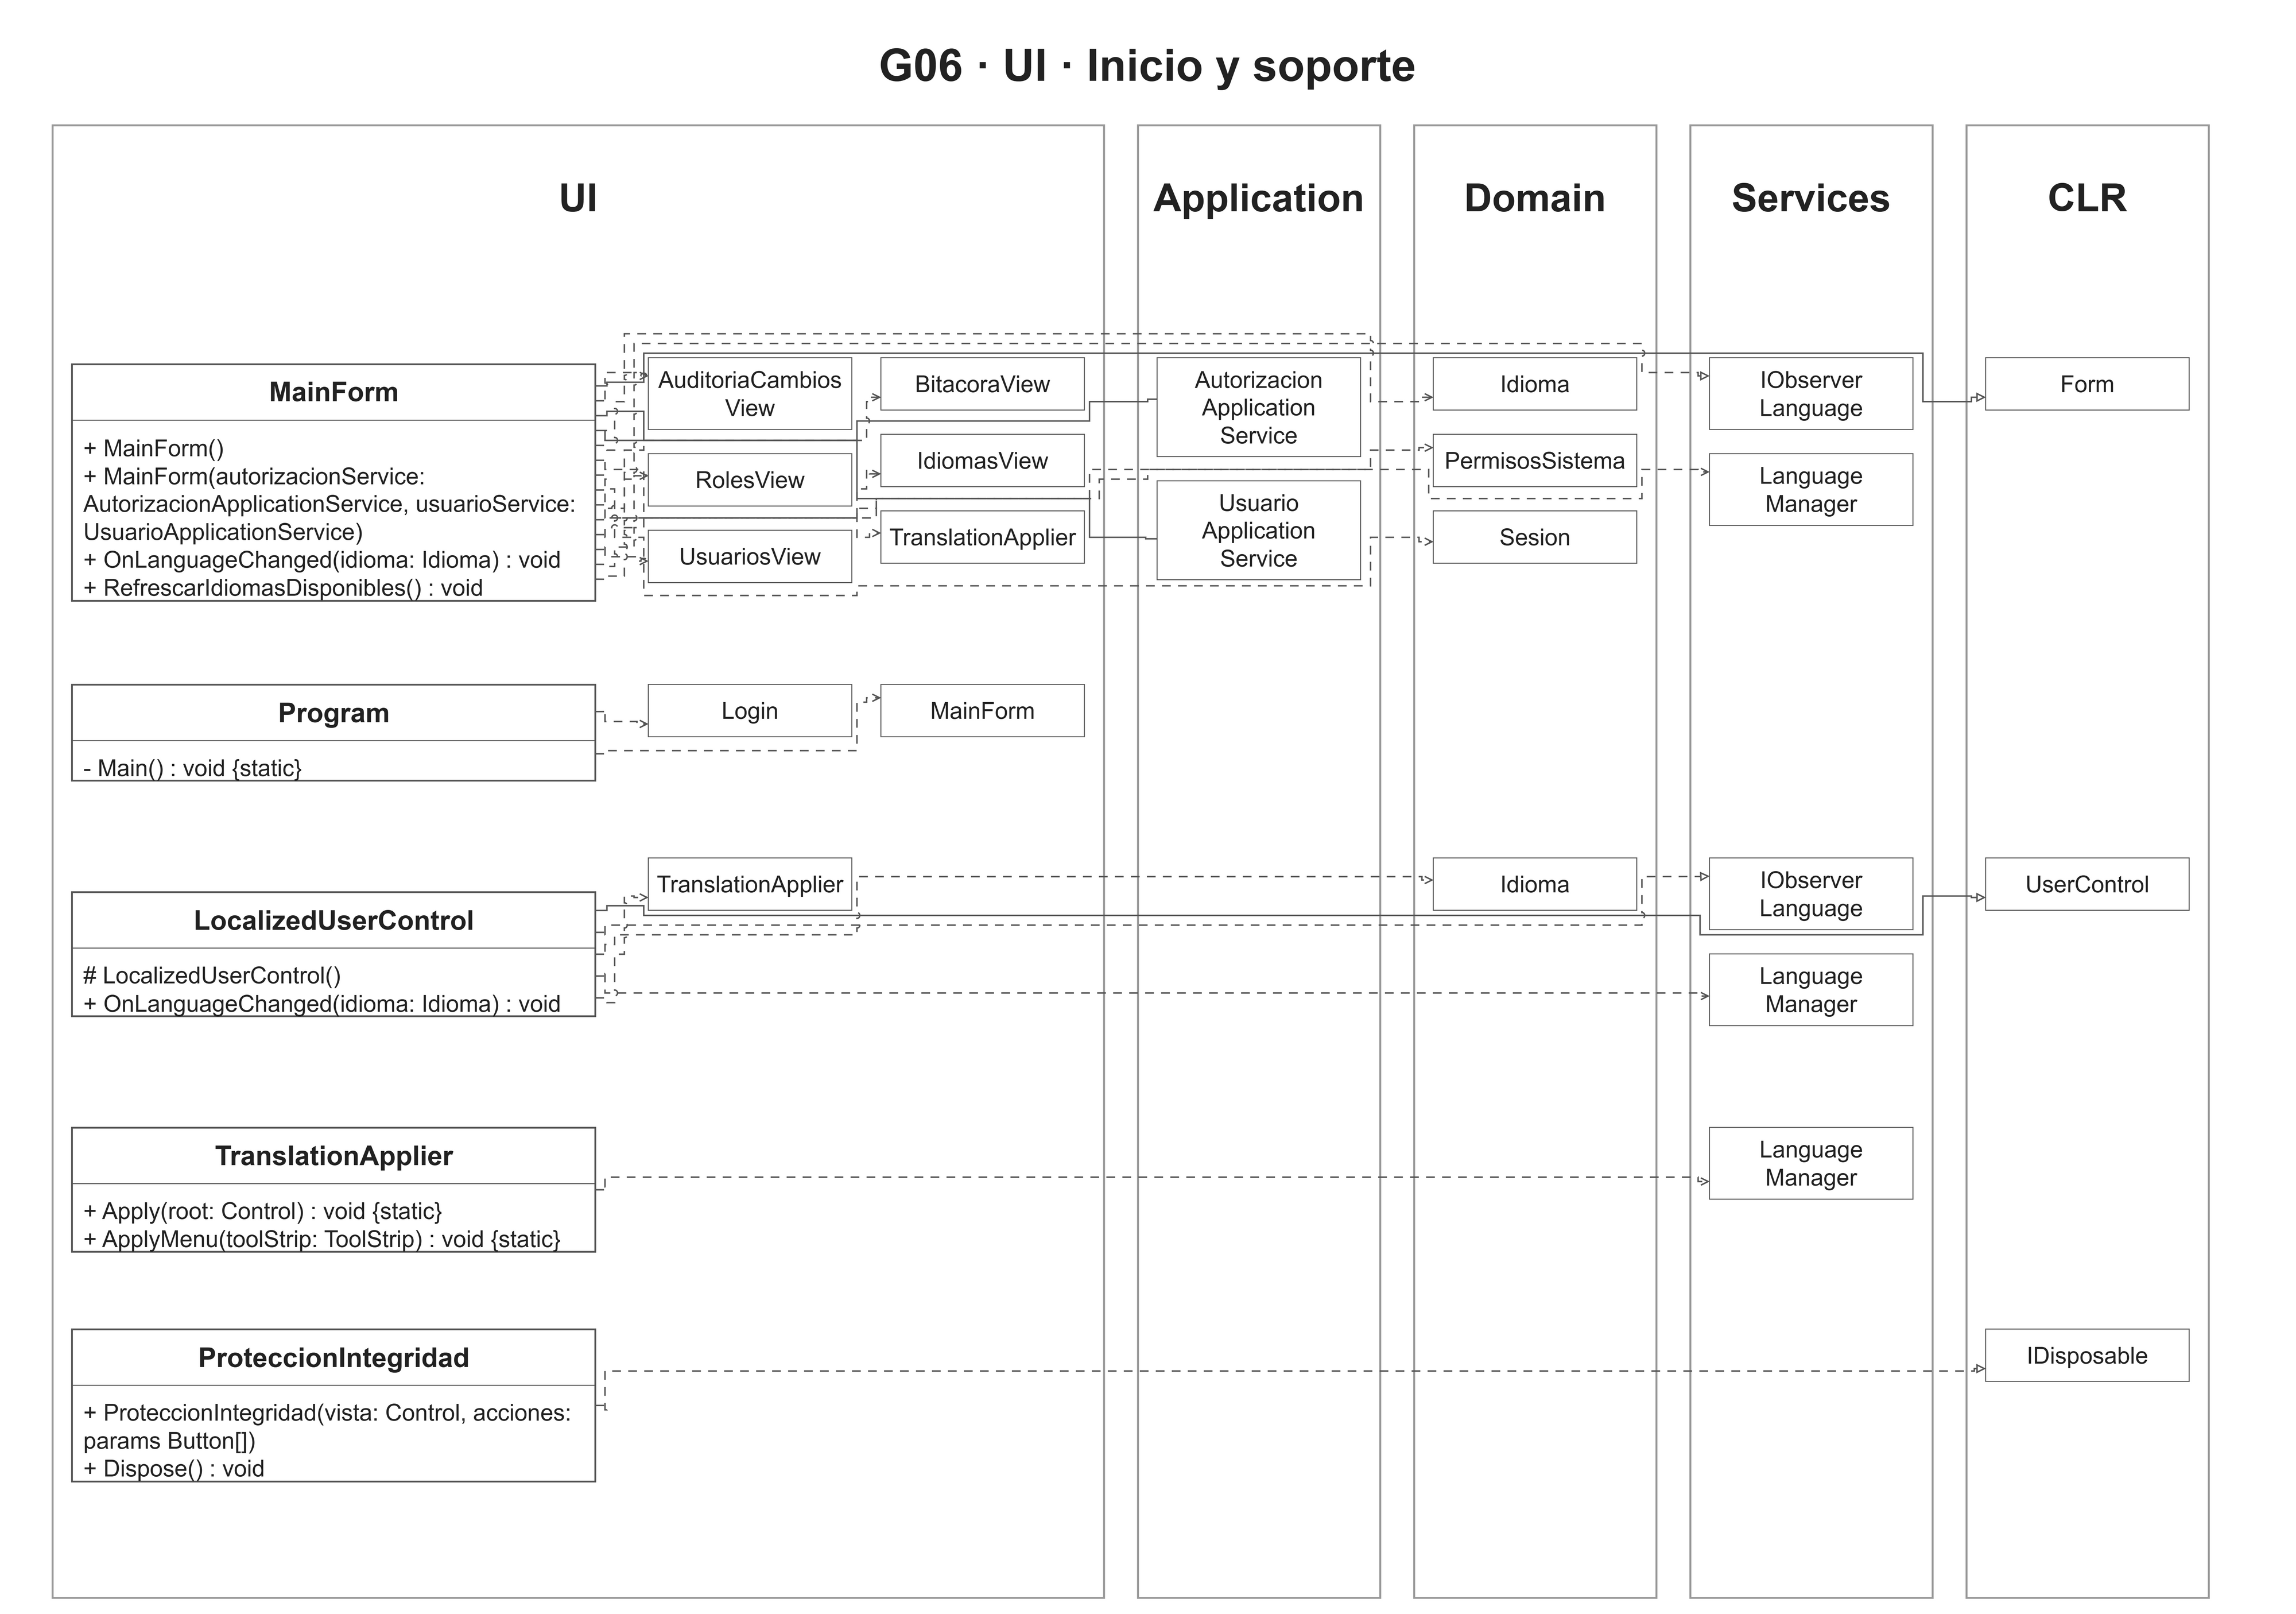 G06 · UI · Inicio y soporte
UI
Application
Domain
Services
CLR
MainForm
+ MainForm()
+ MainForm(autorizacionService:
AutorizacionApplicationService, usuarioService:
UsuarioApplicationService)
+ OnLanguageChanged(idioma: Idioma) : void
+ RefrescarIdiomasDisponibles() : void
AuditoriaCambios
View
RolesView
UsuariosView
BitacoraView
IdiomasView
TranslationApplier
Autorizacion
Application
Service
Usuario
Application
Service
Idioma
PermisosSistema
Sesion
IObserver
Language
Language
Manager
Form
Program
- Main() : void {static}
Login
MainForm
LocalizedUserControl
# LocalizedUserControl()
+ OnLanguageChanged(idioma: Idioma) : void
TranslationApplier
Idioma
IObserver
Language
Language
Manager
UserControl
TranslationApplier
+ Apply(root: Control) : void {static}
+ ApplyMenu(toolStrip: ToolStrip) : void {static}
Language
Manager
ProteccionIntegridad
+ ProteccionIntegridad(vista: Control, acciones:
params Button[])
+ Dispose() : void
IDisposable